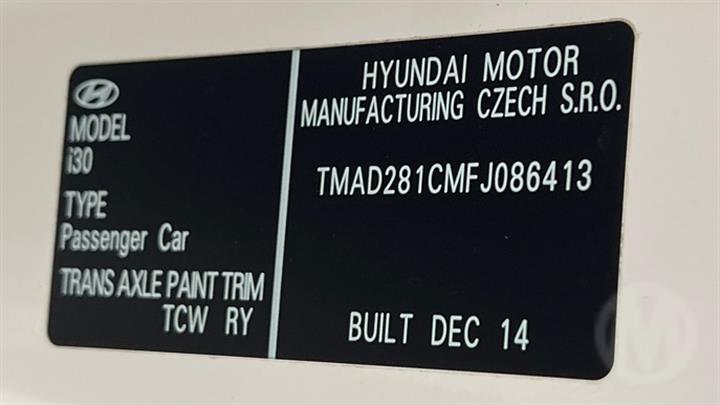 MODEL
i30
TYPE
Passenger Car
TRANS AXLE PAINT TRIM
TCW RY
HYUNDAI MOTOR
MANUFACTURING CZECH S.R.O.
TMAD281CMFJ086413
BUILT DEC 14
M